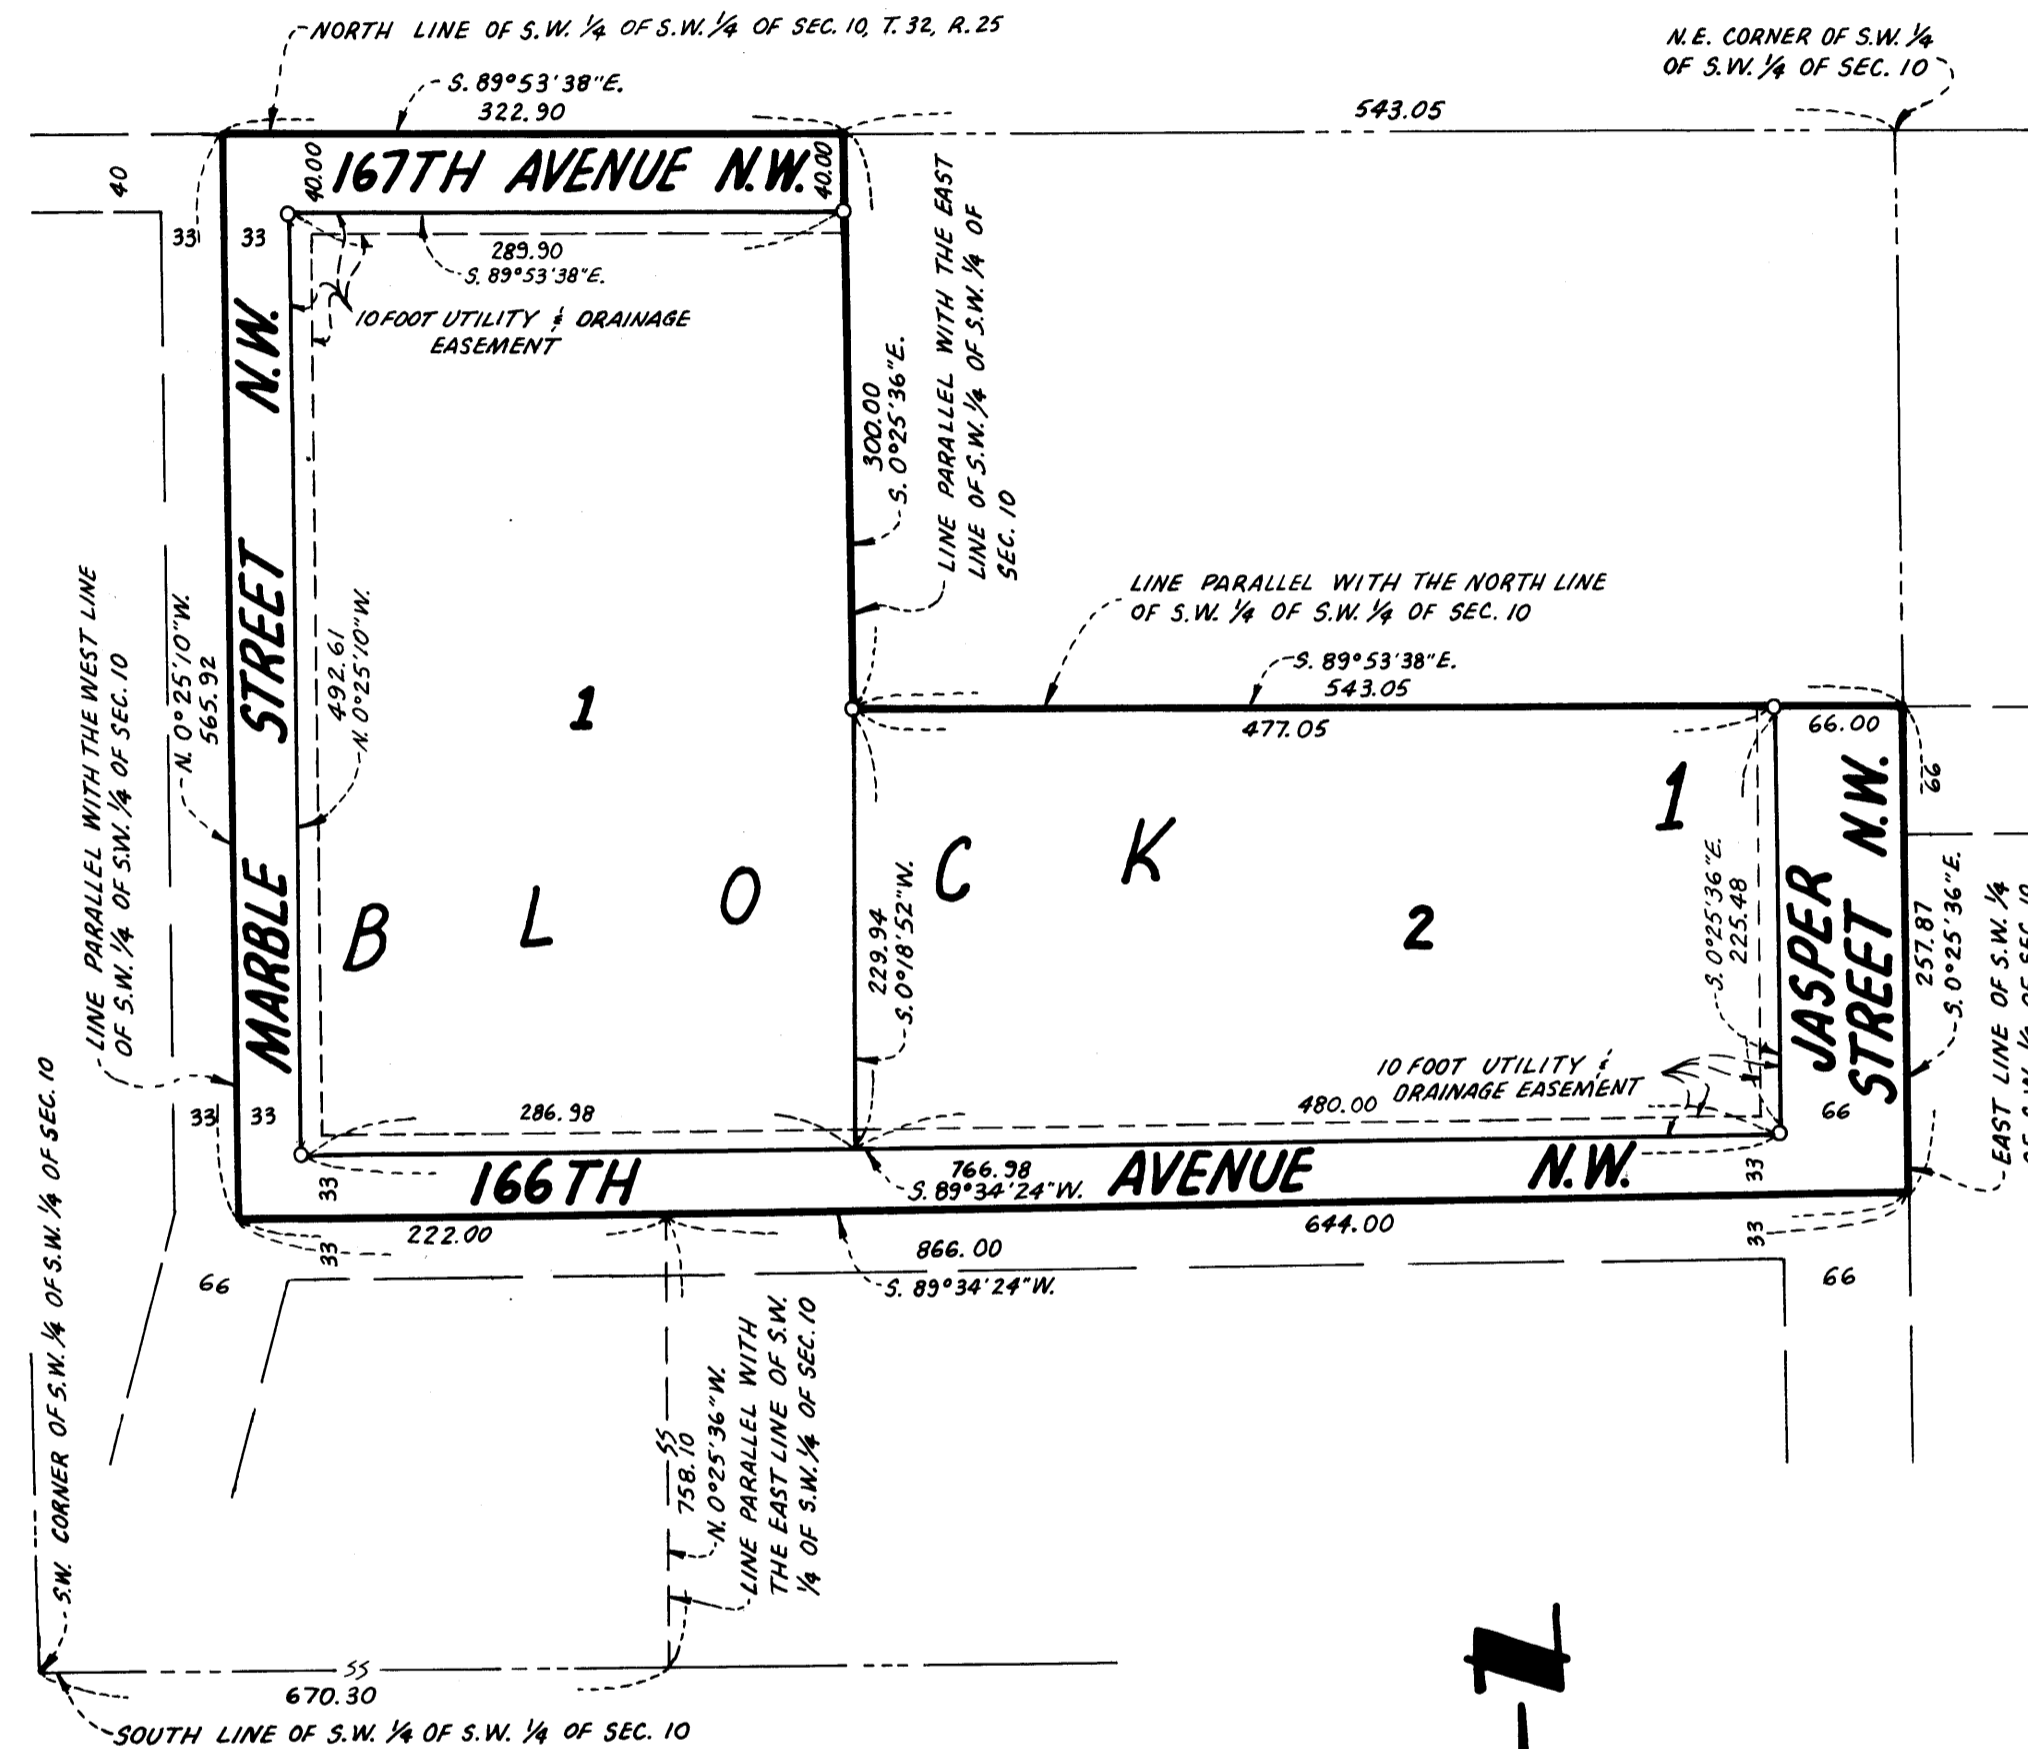 NORTH LINE OF S.W. ¼ OF S.W. ¼ OF SEC. 10, T. 32, R. 25
N.E. CORNER OF S.W. ¼
OF S.W. ¼ OF SEC. 10
S. 89°53'38"E.
322.90
543.05
40
40.00
167TH AVENUE N.W.
40.00
33
33
289.90
S. 89°53'38"E.
10 FOOT UTILITY & DRAINAGE
EASEMENT
300.00
S. 0°25'36"E.
LINE PARALLEL WITH THE EAST
LINE OF S.W. ¼ OF S.W. ¼ OF
SEC. 10
LINE PARALLEL WITH THE NORTH LINE
OF S.W. ¼ OF S.W. ¼ OF SEC. 10
S. 89°53'38"E.
543.05
477.05
66.00
66
LINE PARALLEL WITH THE WEST LINE
OF S.W. ¼ OF S.W. ¼ OF SEC. 10
N. 0°25'10"W.
565.92
MARBLE STREET N.W.
492.61
N. 0°25'10"W.
1
1
B L O C K
2
229.94
S. 0°18'52"W.
S. 0°25'36"E.
225.48
JASPER
STREET N.W.
257.87
S. 0°25'36"E.
EAST LINE OF S.W. ¼
10 FOOT UTILITY &
DRAINAGE EASEMENT
66
33
33
286.98
480.00
33
166TH AVENUE N.W.
33
766.98
S. 89°34'24"W.
222.00
644.00
33
33
866.00
S. 89°34'24"W.
66
66
S.W. CORNER OF S.W. ¼ OF S.W. ¼ OF SEC. 10
758.10
N. 0°25'36"W.
LINE PARALLEL WITH
THE EAST LINE OF S.W.
¼ OF S.W. ¼ OF SEC. 10
670.30
SOUTH LINE OF S.W. ¼ OF S.W. ¼ OF SEC. 10